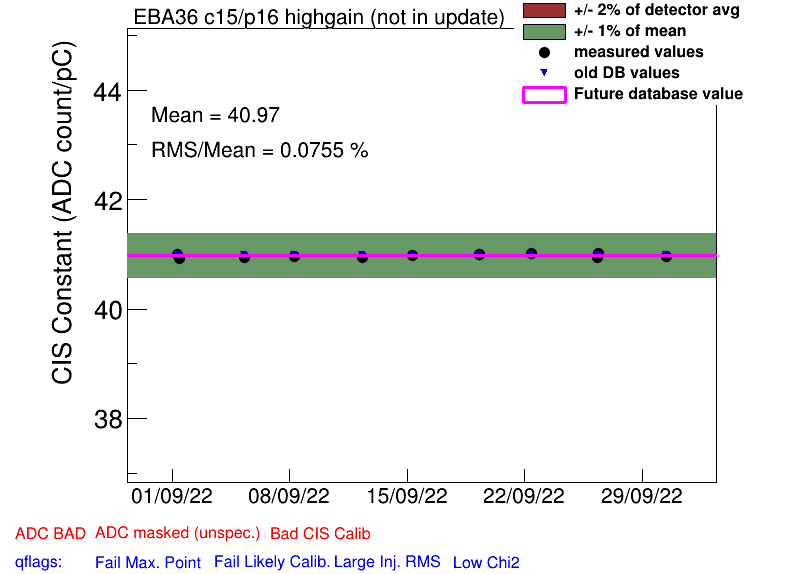 EBA36 c15/p16 highgain (not in update)
+/- 2% of detector avg
+/- 1% of mean
measured values
old DB values
Future database value
Mean = 40.97
RMS/Mean = 0.0755 %
CIS Constant (ADC count/pC)
44
42
40
38
01/09/22 08/09/22 15/09/22 22/09/22 29/09/22
ADC BAD ADC masked (unspec.) Bad CIS Calib
qflags: Fail Max. Point Fail Likely Calib. Large Inj. RMS Low Chi2